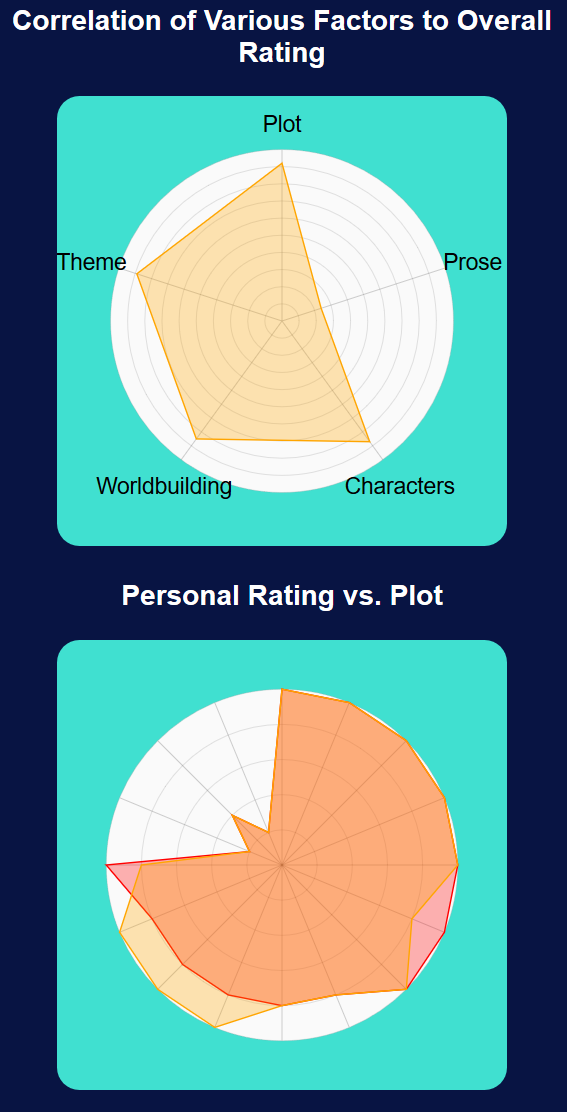 Correlation of Various Factors to Overall
Rating
Plot
Theme
Prose
Worldbuilding
Characters
Personal Rating vs. Plot